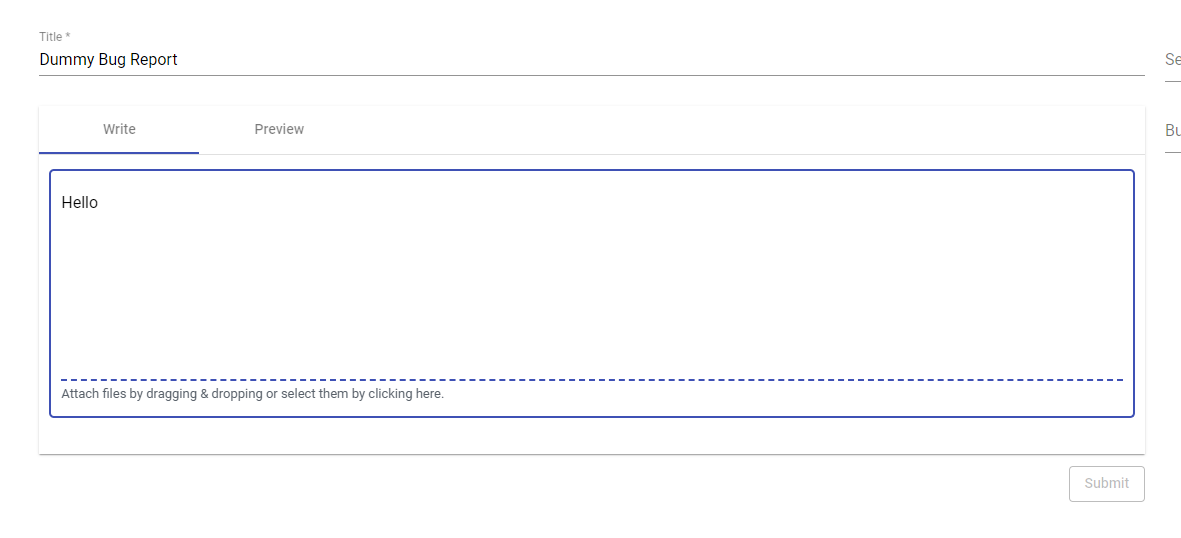 Title *
Dummy Bug Report
Se
Write
Preview
Bu
Hello
Attach files by dragging & dropping or select them by clicking here.
Submit